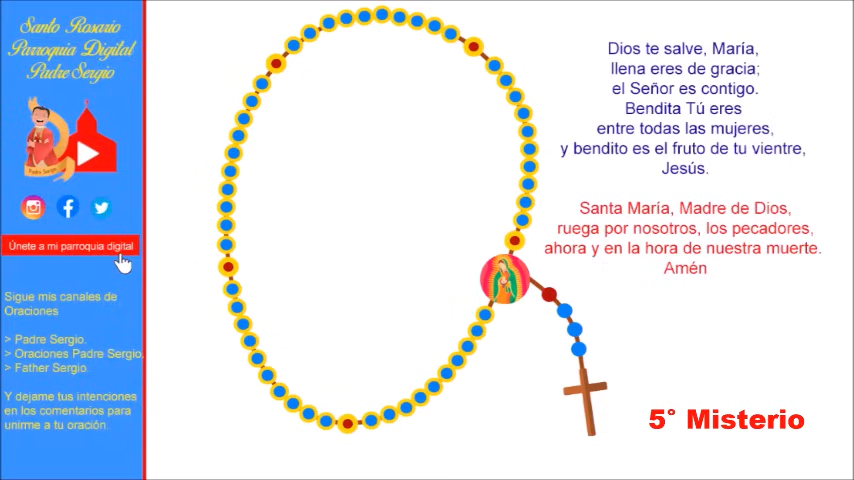 Santo Rosario
Parroquia Digital
Padre Sergio
Padre Sergio
Únete a mi parroquia digital
Sigue mis canales de
Oraciones
> Padre Sergio.
> Oraciones Padre Sergio.
> Father Sergio.
Y dejame tus intenciones
en los comentarios para
unirme a tu oración.
Dios te salve, María,
llena eres de gracia;
el Señor es contigo.
Bendita Tú eres
entre todas las mujeres,
y bendito es el fruto de tu vientre,
Jesús.
Santa María, Madre de Dios,
ruega por nosotros, los pecadores,
ahora y en la hora de nuestra muerte.
Amén
5° Misterio